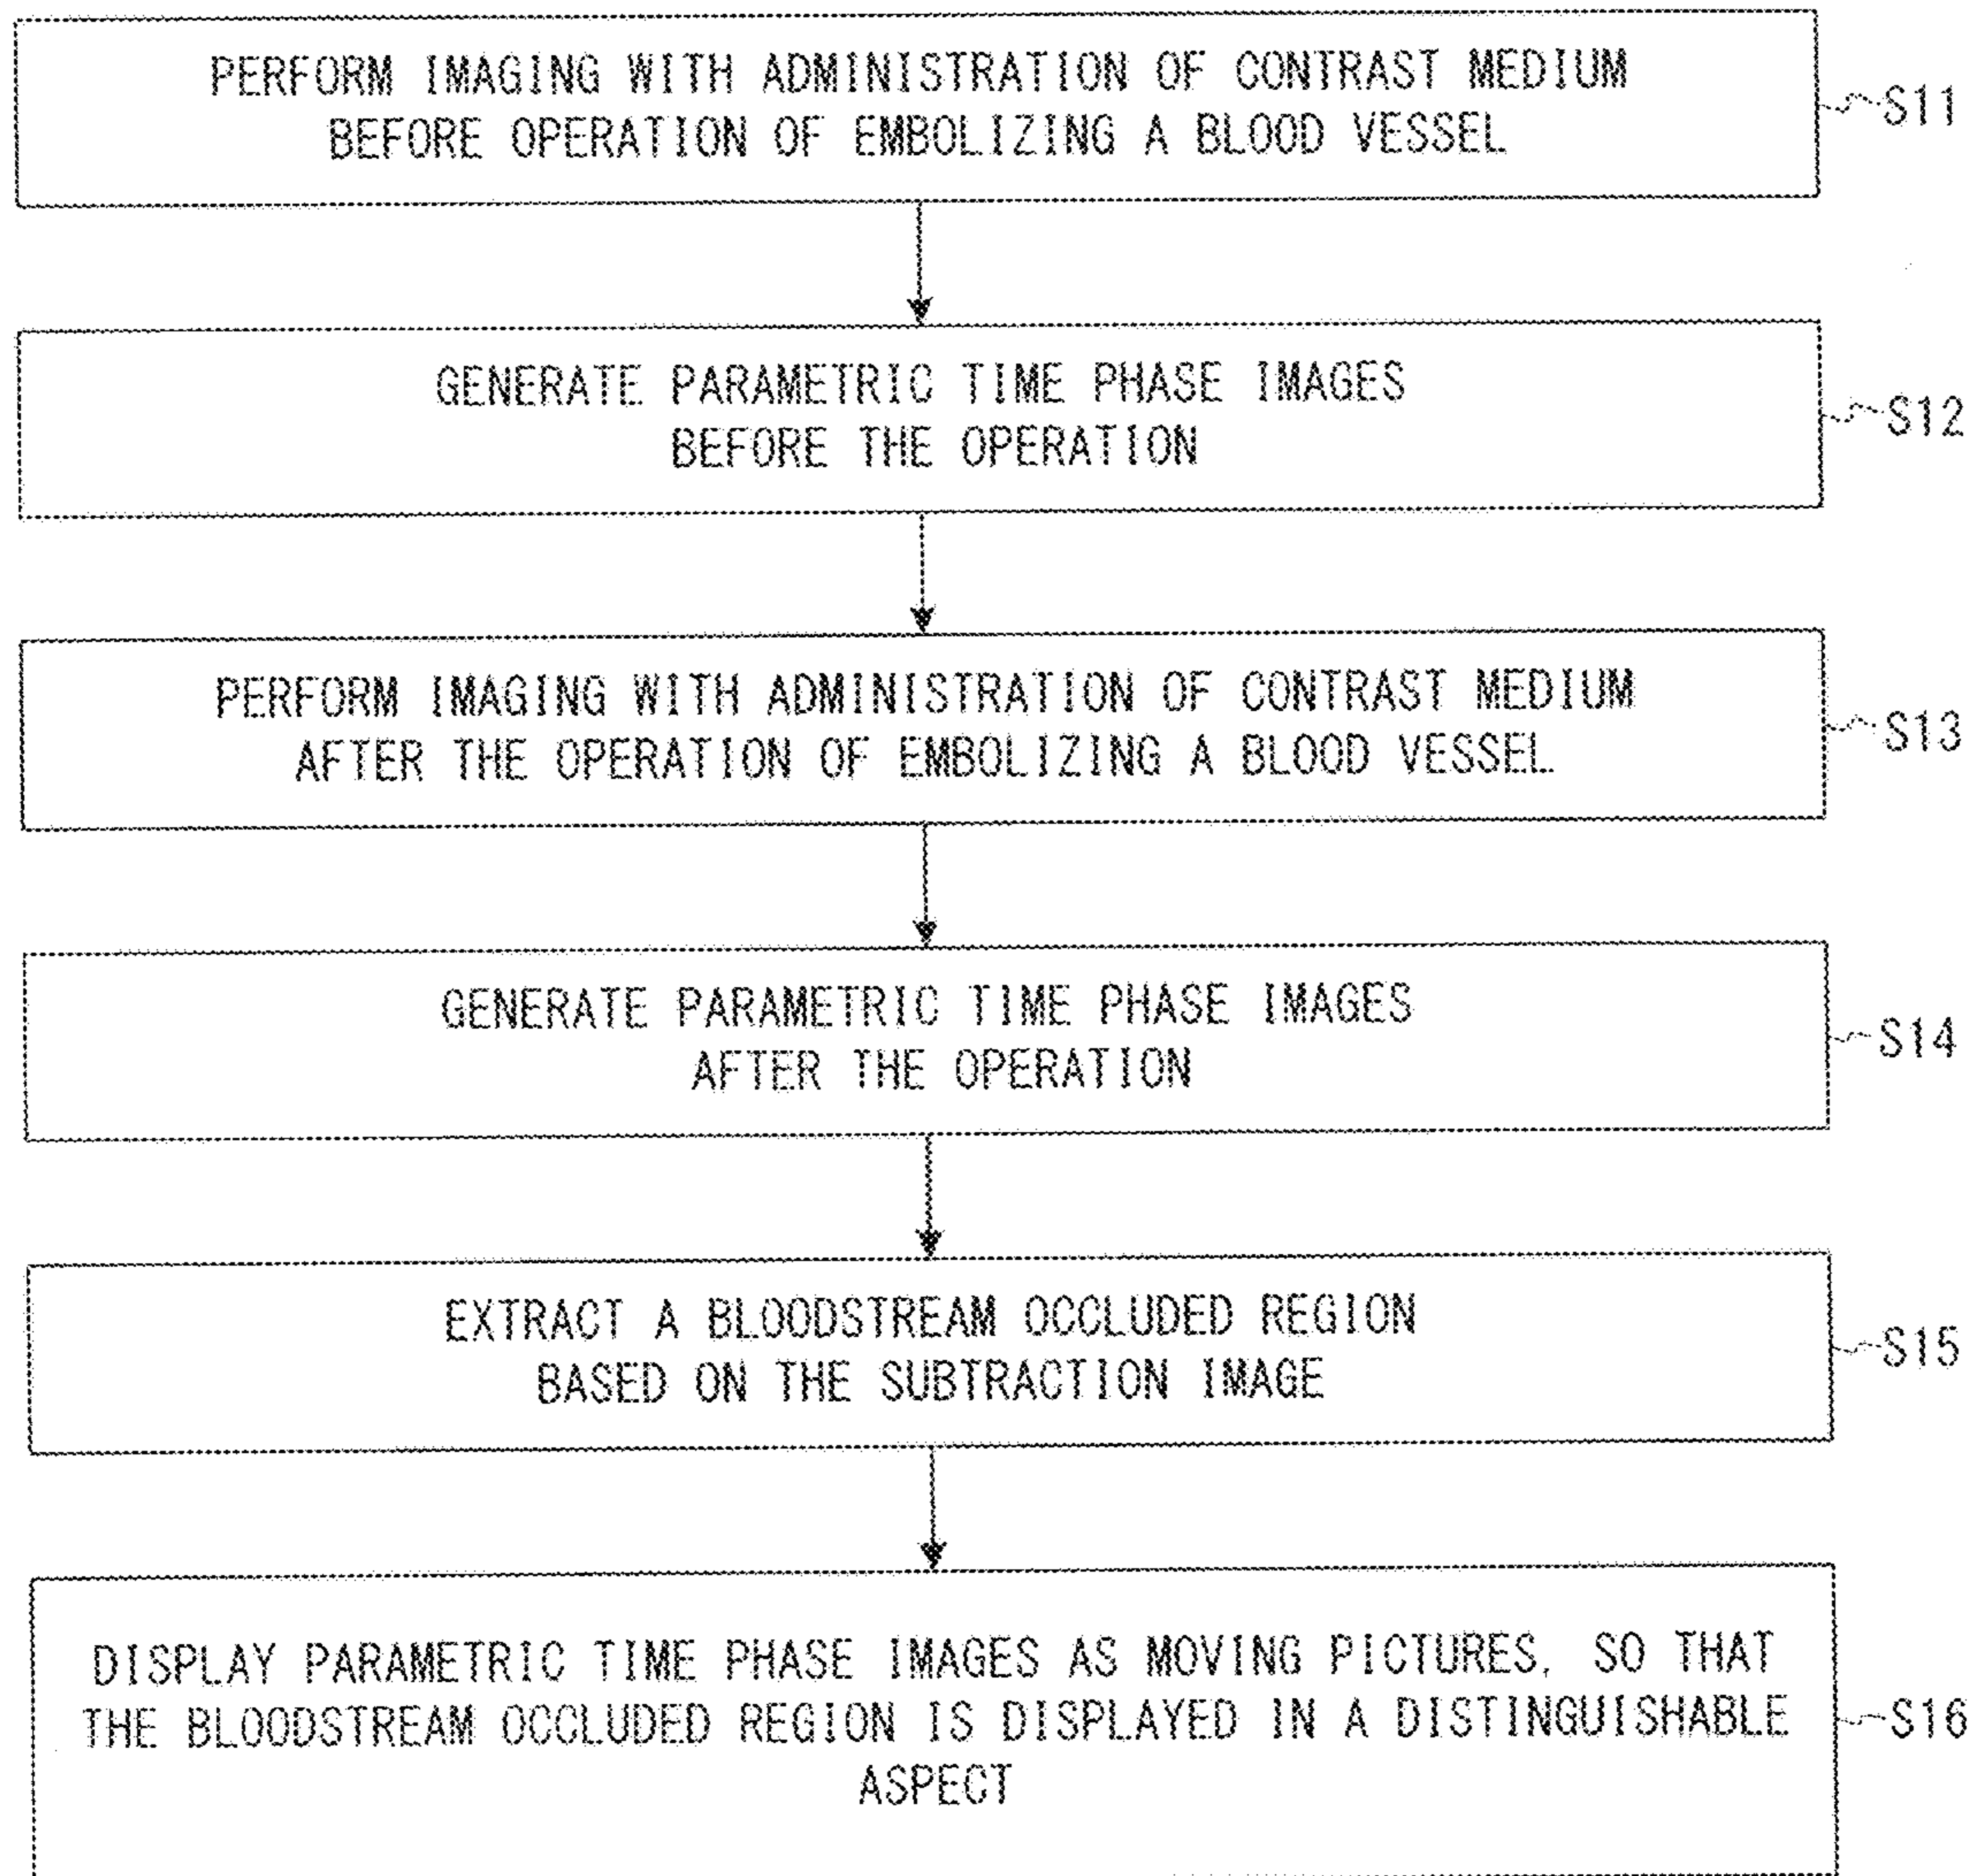 PERFORM IMAGING WITH ADMINISTRATION OF CONTRAST MEDIUM
BEFORE OPERATION OF EMBOLIZING A BLOOD VESSEL
S11
GENERATE PARAMETRIC TIME PHASE IMAGES
BEFORE THE OPERATION
S12
PERFORM IMAGING WITH ADMINISTRATION OF CONTRAST MEDIUM
AFTER THE OPERATION OF EMBOLIZING A BLOOD VESSEL
S13
GENERATE PARAMETRIC TIME PHASE IMAGES
AFTER THE OPERATION
S14
EXTRACT A BLOODSTREAM OCCLUDED REGION
BASED ON THE SUBTRACTION IMAGE
S15
DISPLAY PARAMETRIC TIME PHASE IMAGES AS MOVING PICTURES, SO THAT
THE BLOODSTREAM OCCLUDED REGION IS DISPLAYED IN A DISTINGUISHABLE
ASPECT
S16